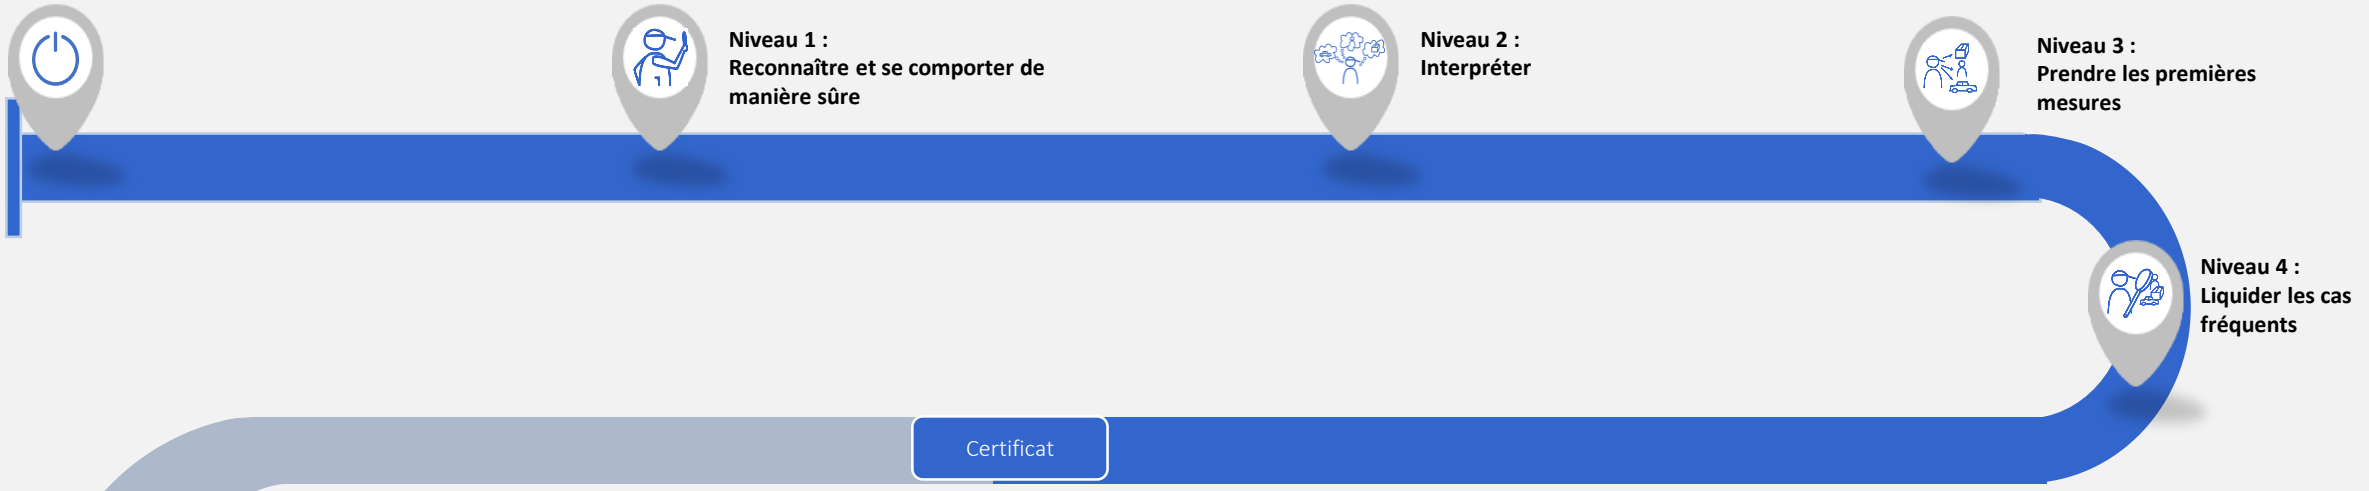 Niveau 1 :
Reconnaître et se comporter de
manière sûre
Niveau 2 :
Interpréter
Niveau 3 :
Prendre les premières
mesures
Niveau 4 :
Liquider les cas
fréquents
Certificat